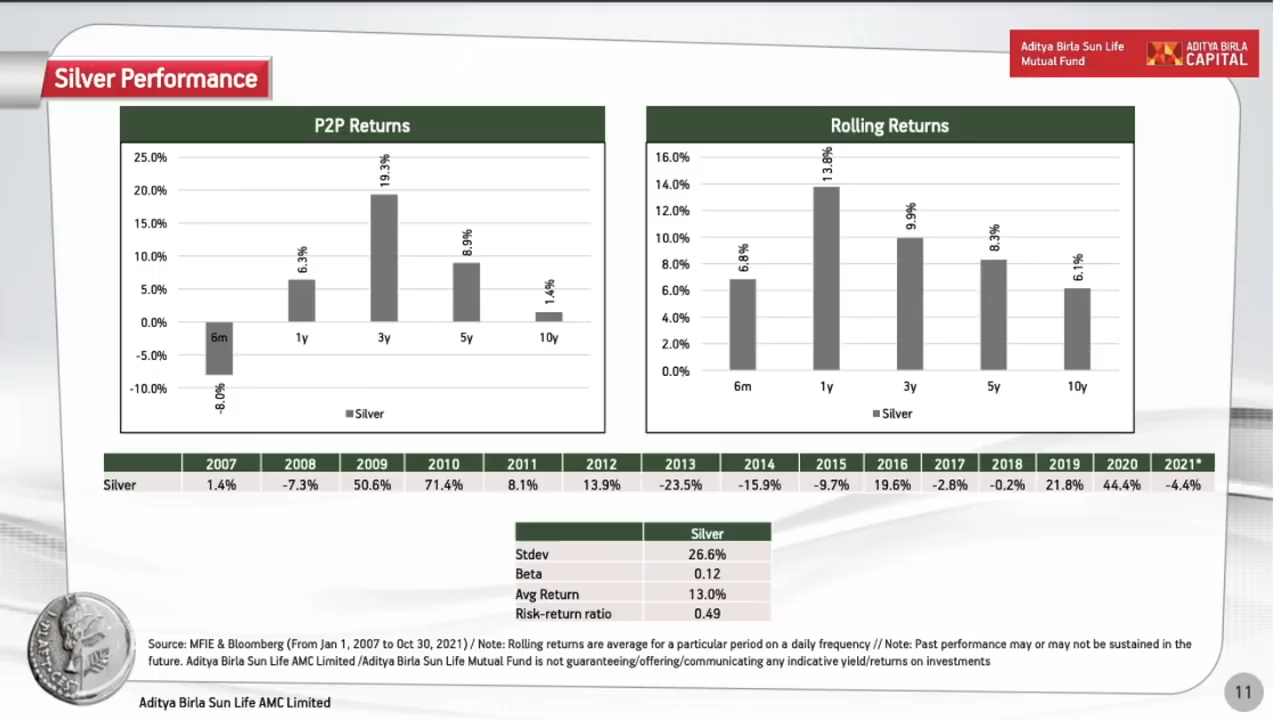 Aditya Birla Sun Life
Mutual Fund
ADITYA BIRLA
CAPITAL
Silver Performance
P2P Returns
25.0%
20.0%
15.0%
10.0%
5.0%
0.0%
-5.0%
-10.0%
-8.0%
6.3%
19.3%
8.9%
1.4%
6m 1y 3y 5y 10y
Silver
Rolling Returns
16.0%
14.0%
12.0%
10.0%
8.0%
6.0%
4.0%
2.0%
0.0%
6.8%
13.8%
9.9%
8.3%
6.1%
6m 1y 3y 5y 10y
Silver
2007 2008 2009 2010 2011 2012 2013 2014 2015 2016 2017 2018 2019 2020 2021*
Silver 1.4% -7.3% 50.6% 71.4% 8.1% 13.9% -23.5% -15.9% -9.7% 19.6% -2.8% -0.2% 21.8% 44.4% -4.4%
Silver
Stdev 26.6%
Beta 0.12
Avg Return 13.0%
Risk-return ratio 0.49
Source: MFIE & Bloomberg (From Jan 1, 2007 to Oct 30, 2021) / Note: Rolling returns are average for a particular period on a daily frequency // Note: Past performance may or may not be sustained in the
future. Aditya Birla Sun Life AMC Limited /Aditya Birla Sun Life Mutual Fund is not guaranteeing/offering/communicating any indicative yield/returns on investments
Aditya Birla Sun Life AMC Limited
11